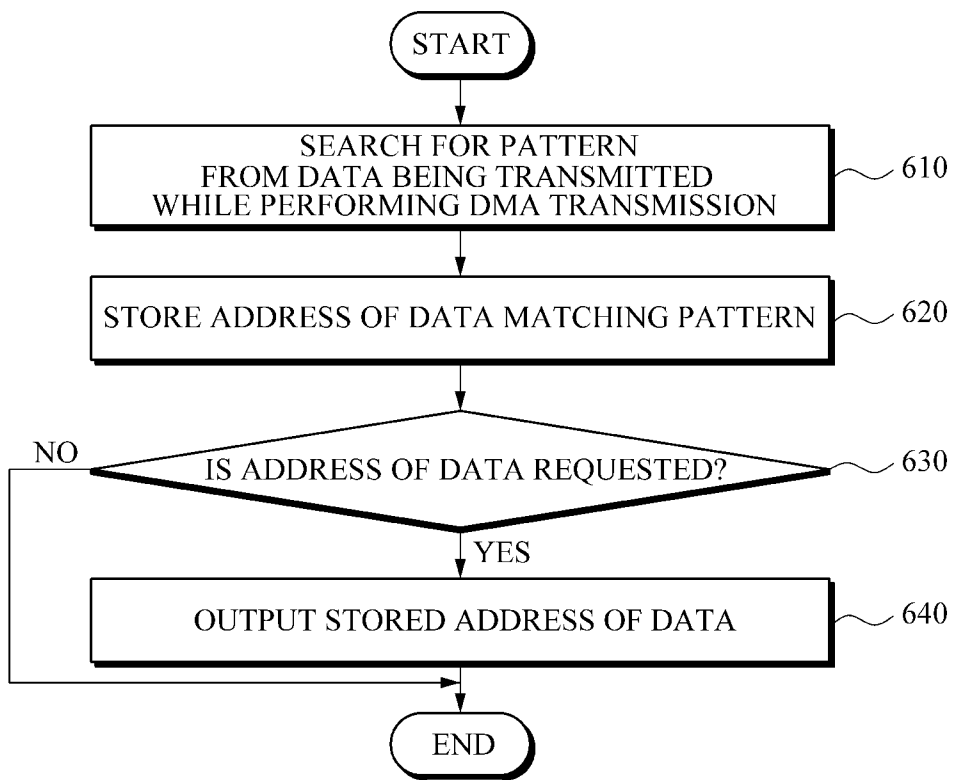 START
SEARCH FOR PATTERN
FROM DATA BEING TRANSMITTED
WHILE PERFORMING DMA TRANSMISSION
610
STORE ADDRESS OF DATA MATCHING PATTERN
620
NO
IS ADDRESS OF DATA REQUESTED?
630
YES
OUTPUT STORED ADDRESS OF DATA
640
END